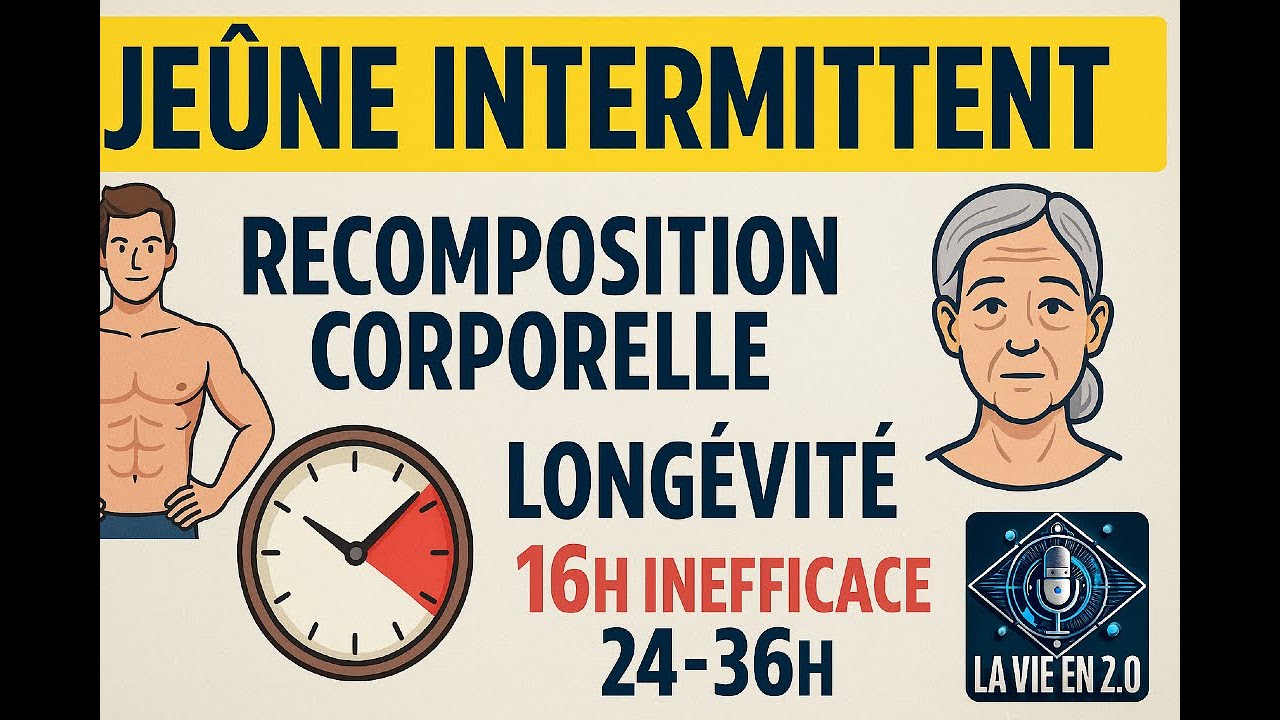 JEÛNE INTERMITTENT
RECOMPOSITION
CORPORELLE
LONGÉVITÉ
16H INEFFICACE
24-36H
LA VIE EN 2.0